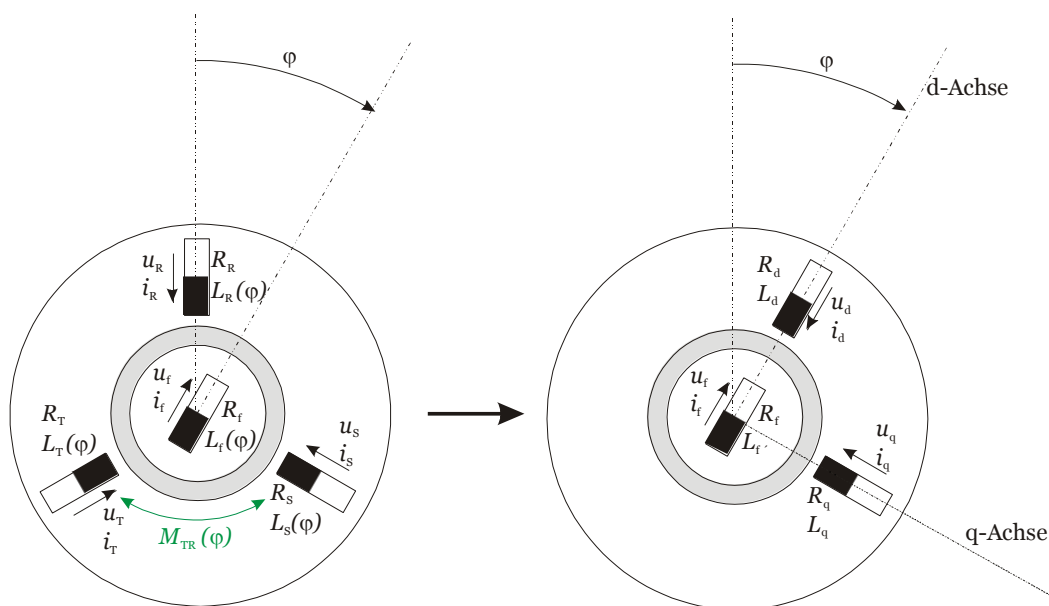 φ
u_R
i_R
R_R
L_R(φ)
u_f
i_f
R_f
L_f(φ)
R_T
L_T(φ)
u_T
i_T
u_S
i_S
R_S
L_S(φ)
M_TR(φ)
φ
d-Achse
R_d
L_d
u_d
i_d
u_f
i_f
R_f
L_f
u_q
i_q
R_q
L_q
q-Achse